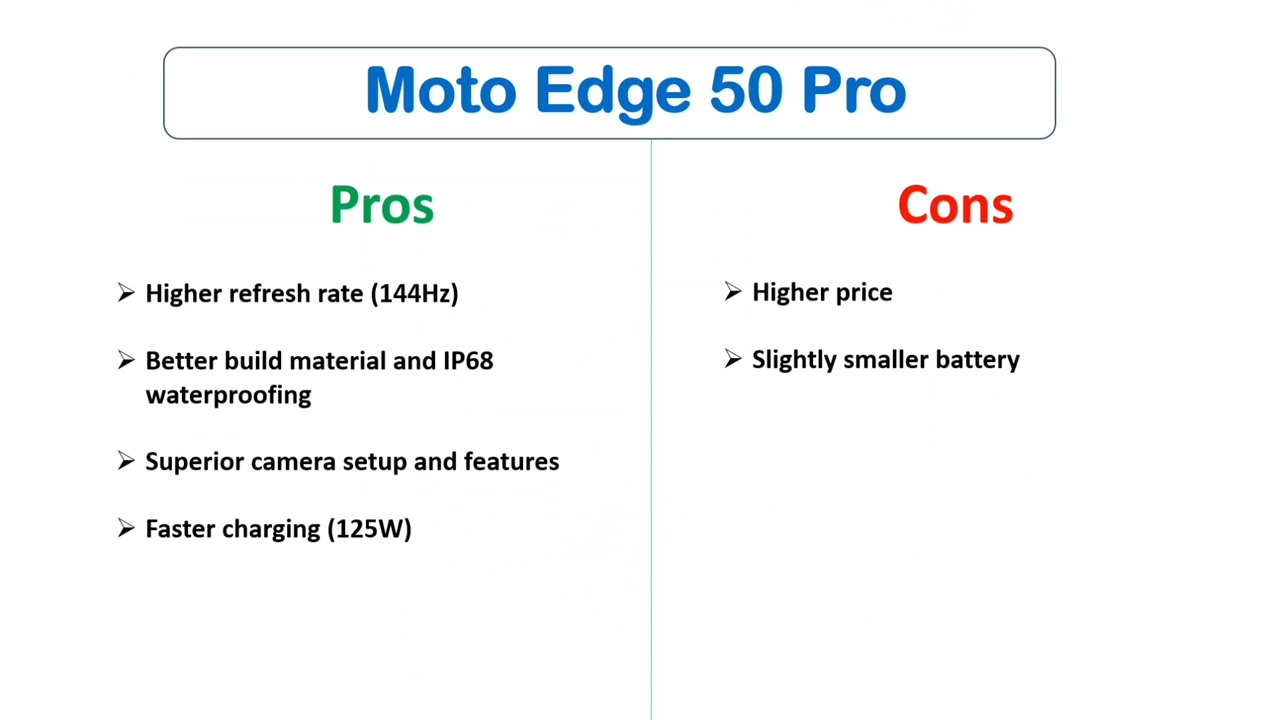 Moto Edge 50 Pro
Pros
Higher refresh rate (144Hz)
Better build material and IP68
waterproofing
Superior camera setup and features
Faster charging (125W)
Cons
Higher price
Slightly smaller battery